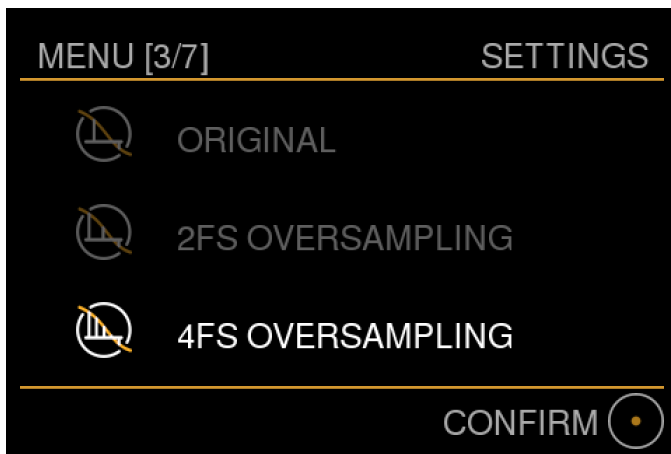 MENU [3/7] SETTINGS
ORIGINAL
2FS OVERSAMPLING
4FS OVERSAMPLING
CONFIRM